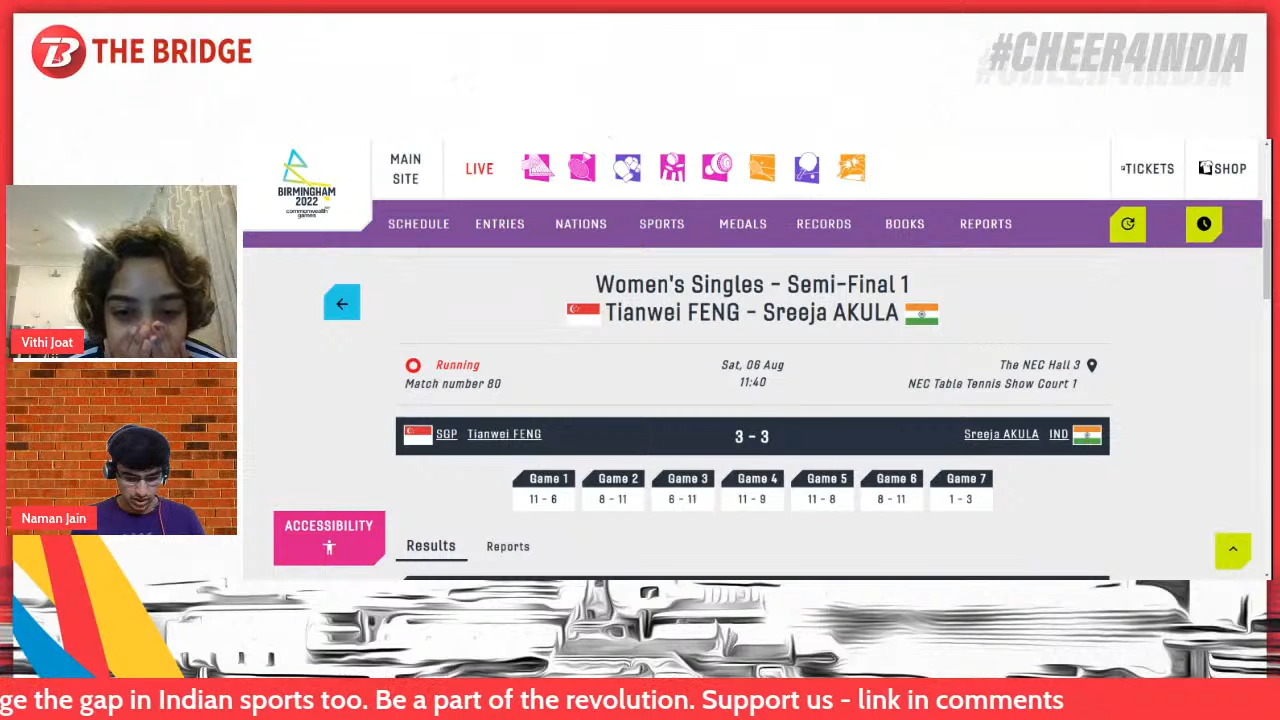 THE BRIDGE
#CHEER4INDIA
BIRMINGHAM
2022
commonwealth
games
MAIN
SITE
LIVE
TICKETS
SHOP
SCHEDULE ENTRIES NATIONS SPORTS MEDALS RECORDS BOOKS REPORTS
Women's Singles - Semi-Final 1
Tianwei FENG - Sreeja AKULA
Running
Match number 80
Sat, 06 Aug
11:40
The NEC Hall 3
NEC Table Tennis Show Court 1
SGP Tianwei FENG 3 - 3 Sreeja AKULA IND
Game 1 Game 2 Game 3 Game 4 Game 5 Game 6 Game 7
11 - 6 8 - 11 6 - 11 11 - 9 11 - 8 8 - 11 1 - 3
Vithi Joat
Naman Jain
ACCESSIBILITY
Results Reports
ge the gap in Indian sports too. Be a part of the revolution. Support us - link in comments